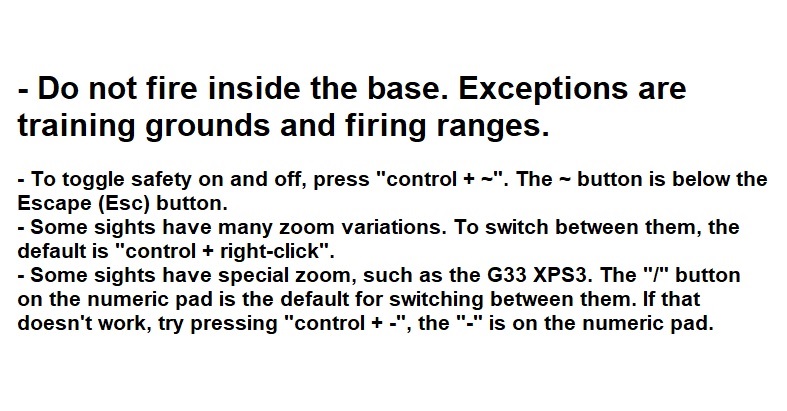 - Do not fire inside the base. Exceptions are
training grounds and firing ranges.
- To toggle safety on and off, press "control + ~". The ~ button is below the
Escape (Esc) button.
- Some sights have many zoom variations. To switch between them, the
default is "control + right-click".
- Some sights have special zoom, such as the G33 XPS3. The "/" button
on the numeric pad is the default for switching between them. If that
doesn't work, try pressing "control + -", the "-" is on the numeric pad.